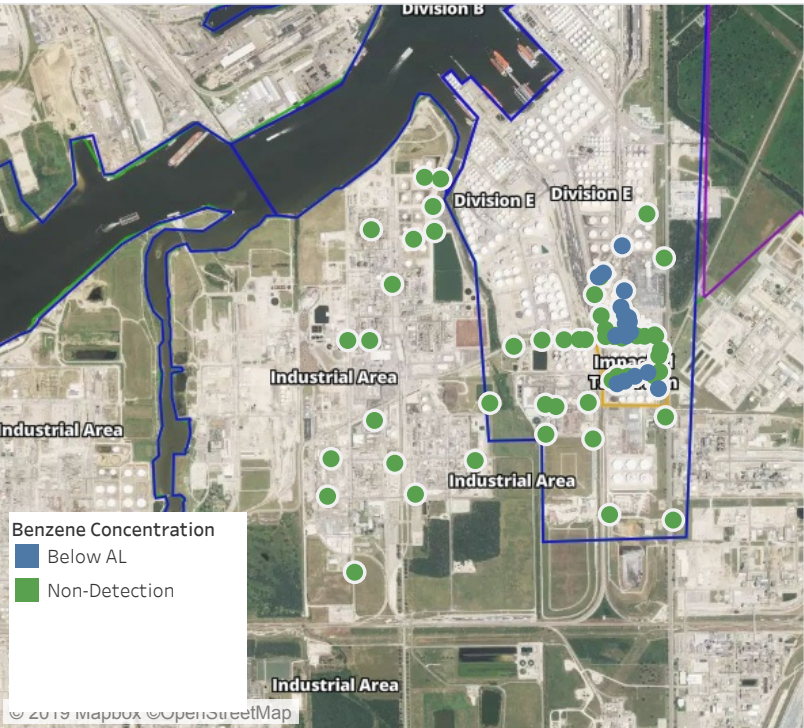 Division B
Division E
Division E
Impac
T
n
Industrial Area
Industrial Area
Industrial Area
Benzene Concentration
Below AL
Non-Detection
Industrial Area
© 2019 Mapbox ©OpenStreetMap